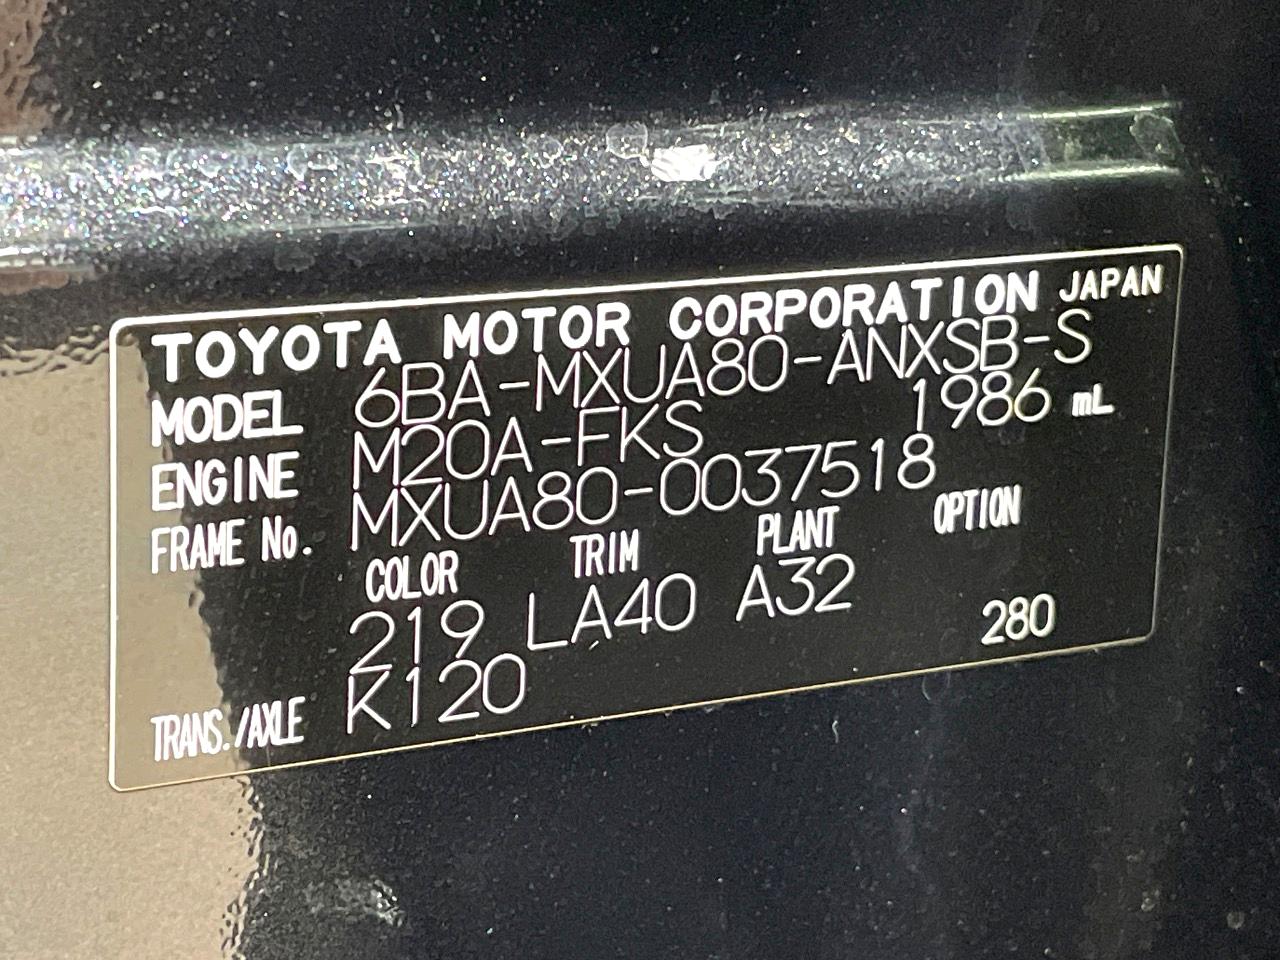 TOYOTA MOTOR CORPORATION JAPAN
MODEL 6BA-MXUA80-ANXSB-S
ENGINE M20A-FKS 1986 mL
FRAME No. MXUA80-0037518
COLOR TRIM PLANT OPTION
219 LA40 A32
TRANS./AXLE K120 280